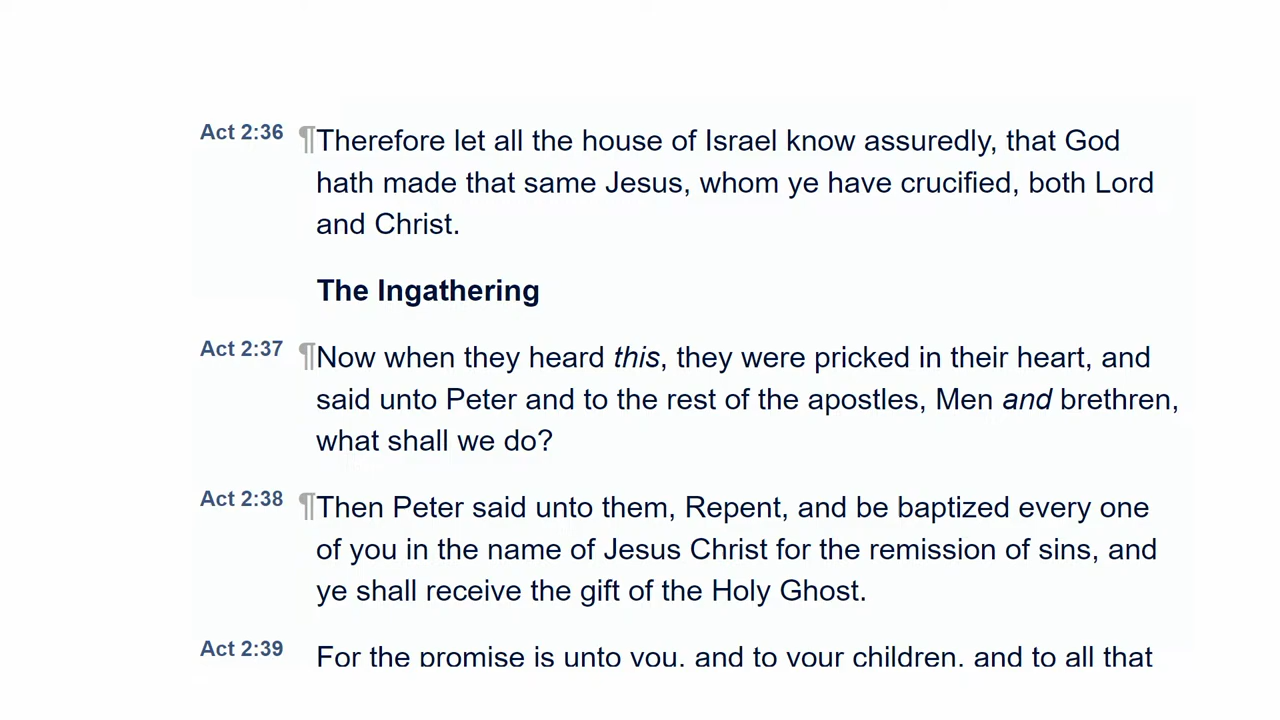 Act 2:36 ¶Therefore let all the house of Israel know assuredly, that God
hath made that same Jesus, whom ye have crucified, both Lord
and Christ.
The Ingathering
Act 2:37 ¶Now when they heard this, they were pricked in their heart, and
said unto Peter and to the rest of the apostles, Men and brethren,
what shall we do?
Act 2:38 ¶Then Peter said unto them, Repent, and be baptized every one
of you in the name of Jesus Christ for the remission of sins, and
ye shall receive the gift of the Holy Ghost.
Act 2:39 For the promise is unto you, and to your children, and to all that